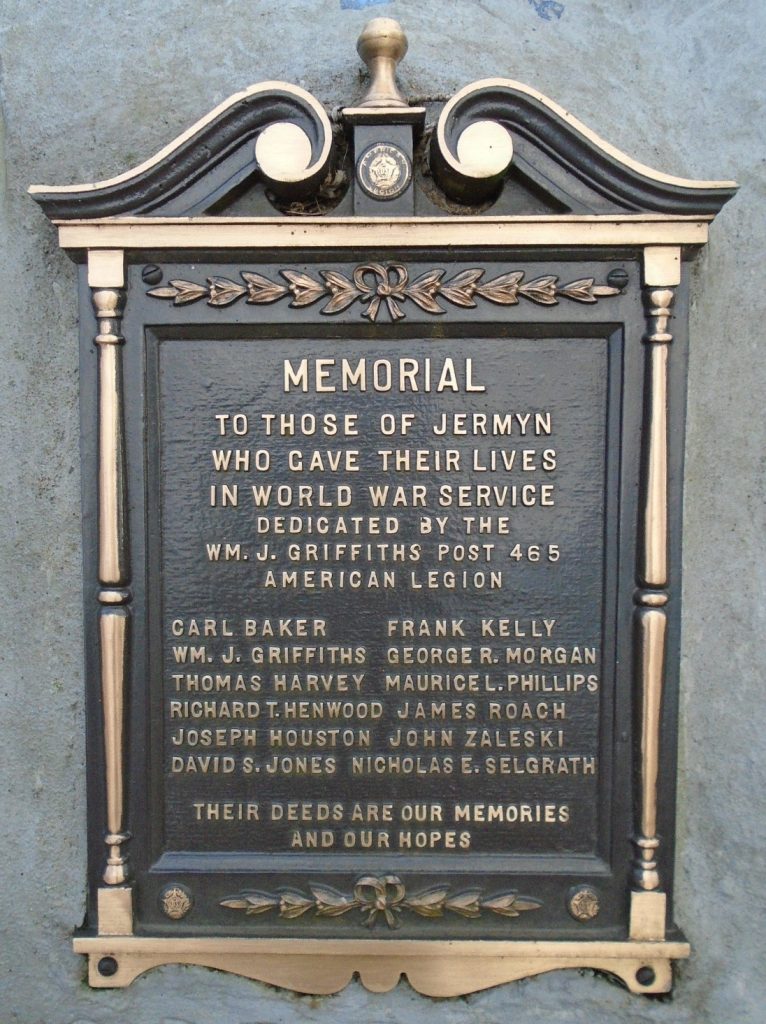 AMERICAN
LEGION
MEMORIAL
TO THOSE OF JERMYN
WHO GAVE THEIR LIVES
IN WORLD WAR SERVICE
DEDICATED BY THE
WM. J. GRIFFITHS POST 465
AMERICAN LEGION
CARL BAKER FRANK KELLY
WM. J. GRIFFITHS GEORGE R. MORGAN
THOMAS HARVEY MAURICE L. PHILLIPS
RICHARD T. HENWOOD JAMES ROACH
JOSEPH HOUSTON JOHN ZALESKI
DAVID S. JONES NICHOLAS E. SELGRATH
THEIR DEEDS ARE OUR MEMORIES
AND OUR HOPES